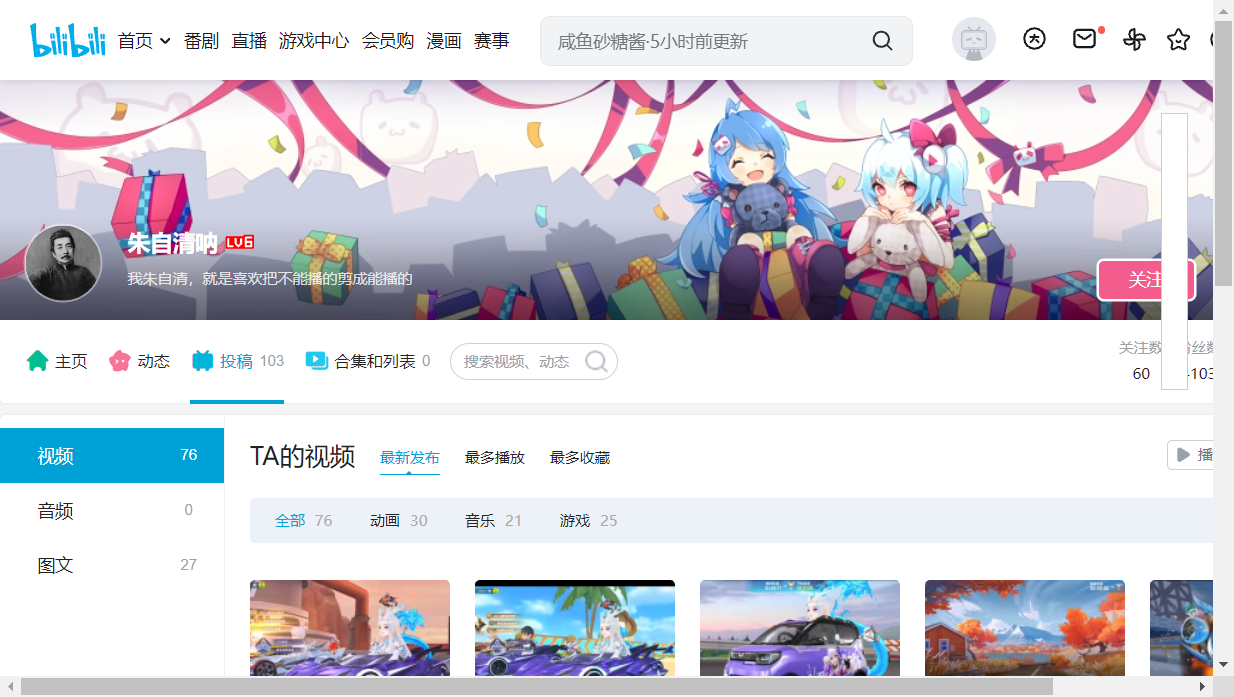 bilibili 首页 番剧 直播 游戏中心 会员购 漫画 赛事 咸鱼砂糖酱·5小时前更新
朱自清呐 LV6
我朱自清，就是喜欢把不能播的剪成能播的
关注
主页 动态 投稿 103 合集和列表 0 搜索视频、动态 关注数
60 103
视频 76
音频 0
图文 27
TA的视频 最新发布 最多播放 最多收藏 播
全部 76 动画 30 音乐 21 游戏 25